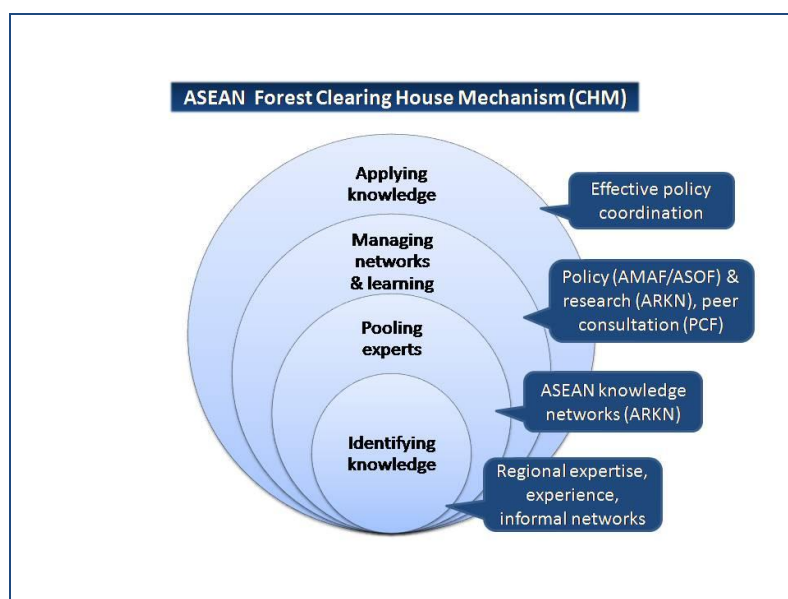 ASEAN Forest Clearing House Mechanism (CHM)
Applying
knowledge
Effective policy
coordination
Managing
networks
& learning
Policy (AMAF/ASOF) &
research (ARKN), peer
consultation (PCF)
Pooling
experts
ASEAN knowledge
networks (ARKN)
Identifying
knowledge
Regional expertise,
experience,
informal networks